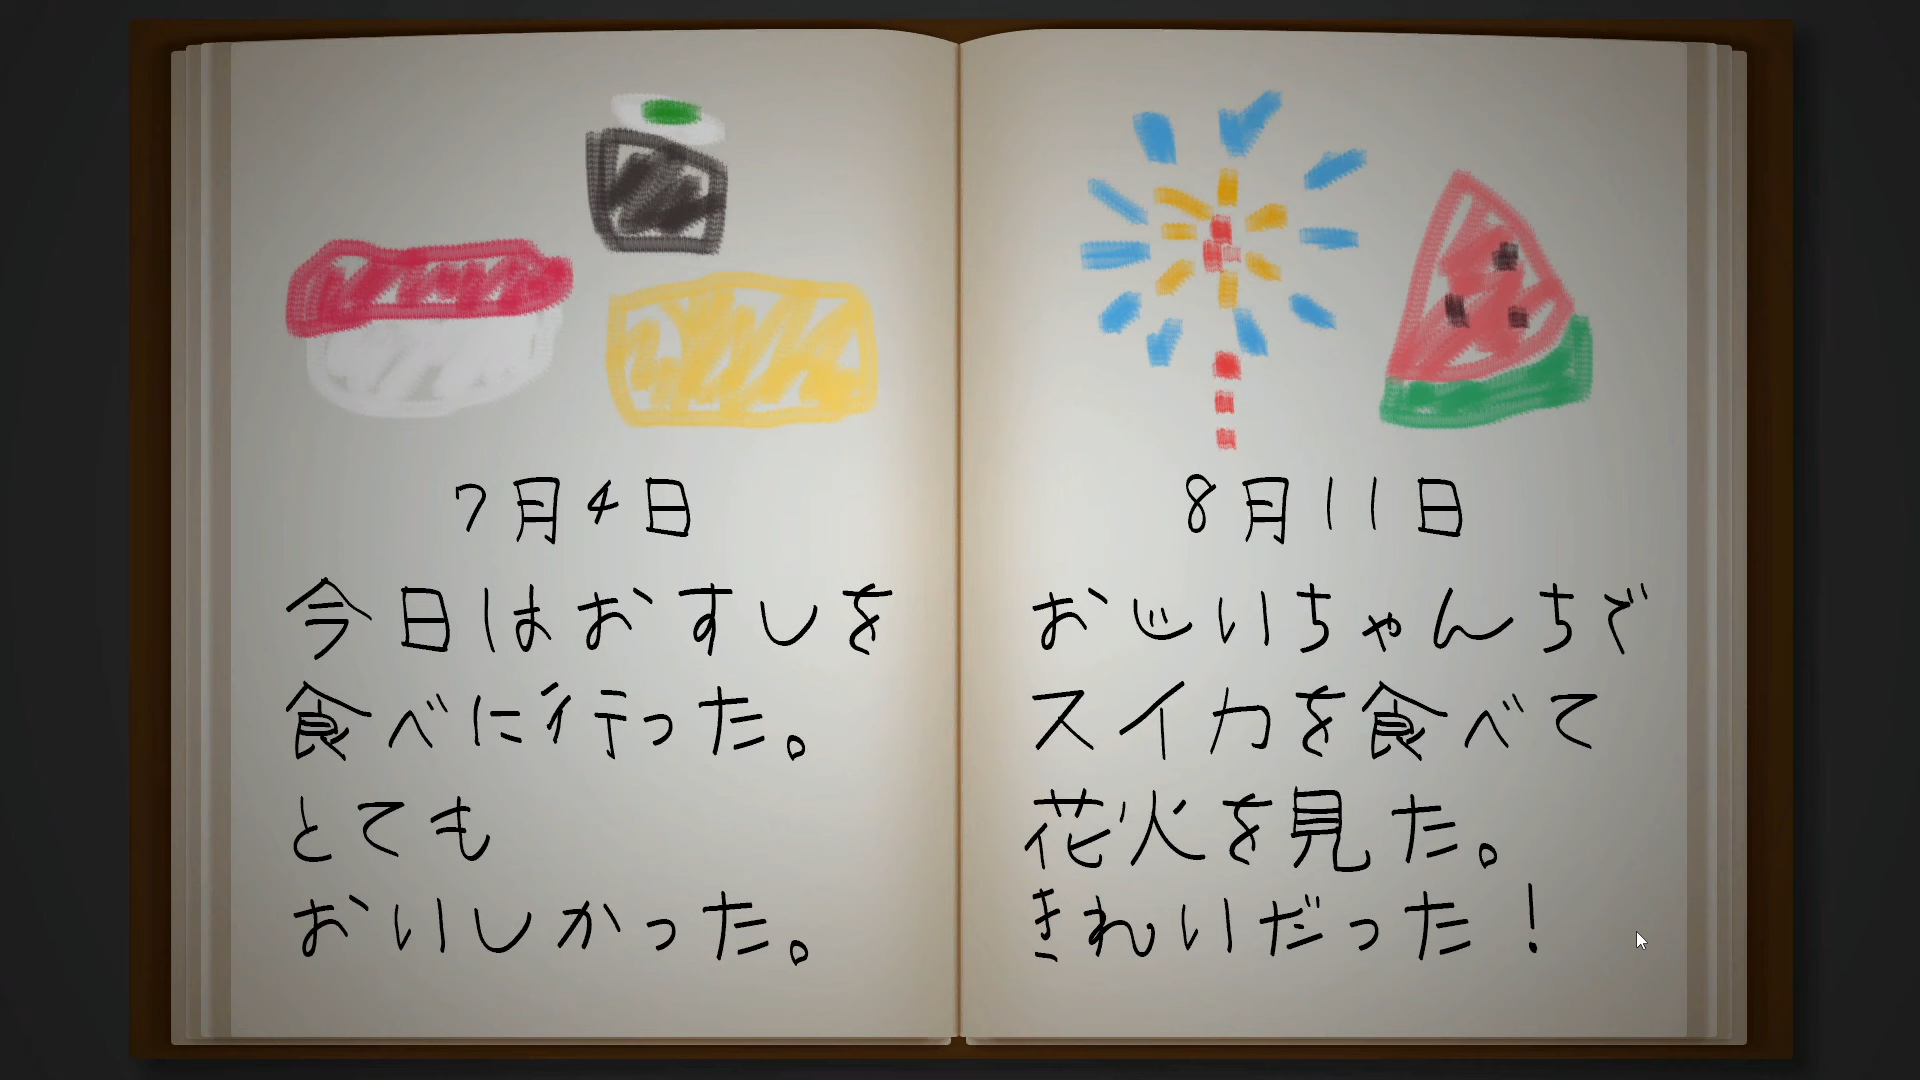 7月4日
今日はおすしを
食べに行った。
とても
おいしかった。
8月11日
おじいちゃんちで
スイカを食べて
花火を見た。
きれいだった！